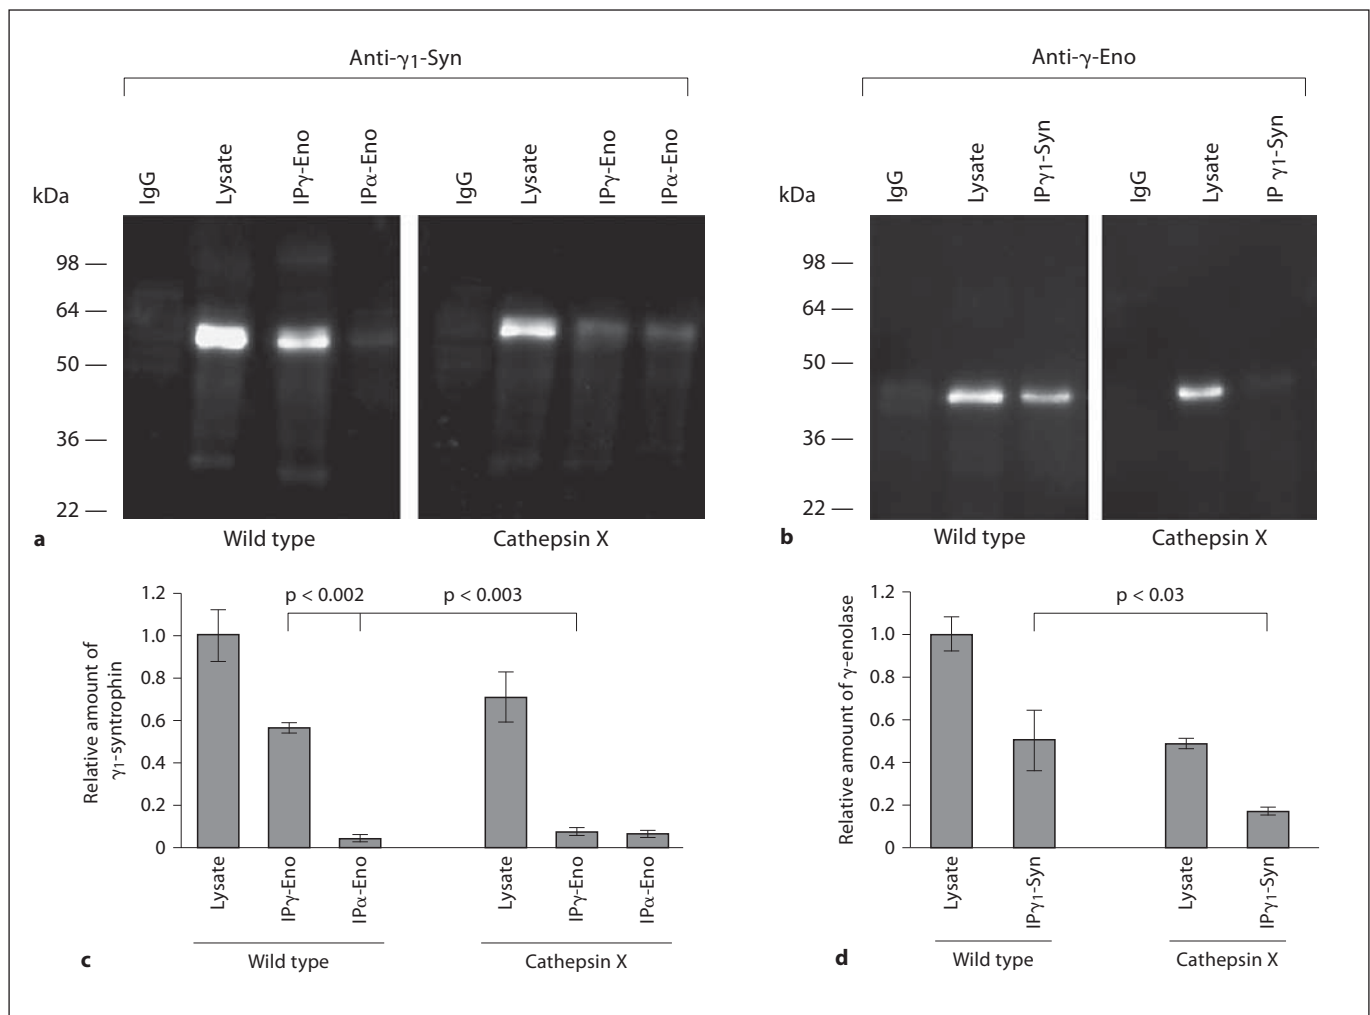 Anti-γ1-Syn
kDa
IgG
Lysate
IPγ-Eno
IPα-Eno
IgG
Lysate
IPγ-Eno
IPα-Eno
98
64
50
36
22
a
Wild type
Cathepsin X
Anti-γ-Eno
kDa
IgG
Lysate
IPγ1-Syn
IgG
Lysate
IP γ1-Syn
98
64
50
36
22
b
Wild type
Cathepsin X
Relative amount of
γ1-syntrophin
1.2
1.0
0.8
0.6
0.4
0.2
0
p < 0.002
p < 0.003
Lysate
IPγ-Eno
IPα-Eno
Lysate
IPγ-Eno
IPα-Eno
c
Wild type
Cathepsin X
Relative amount of γ-enolase
1.2
1.0
0.8
0.6
0.4
0.2
0
p < 0.03
Lysate
IPγ1-Syn
Lysate
IPγ1-Syn
d
Wild type
Cathepsin X